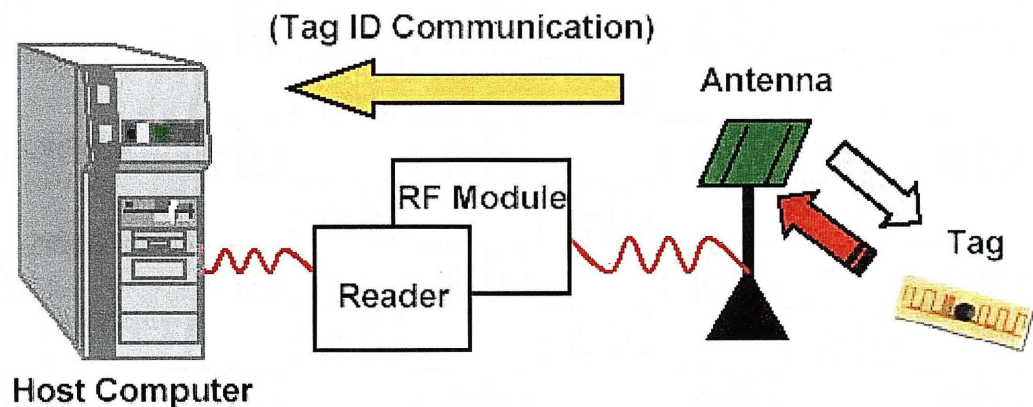 (Tag ID Communication)
Antenna
RF Module
Tag
Reader
Host Computer